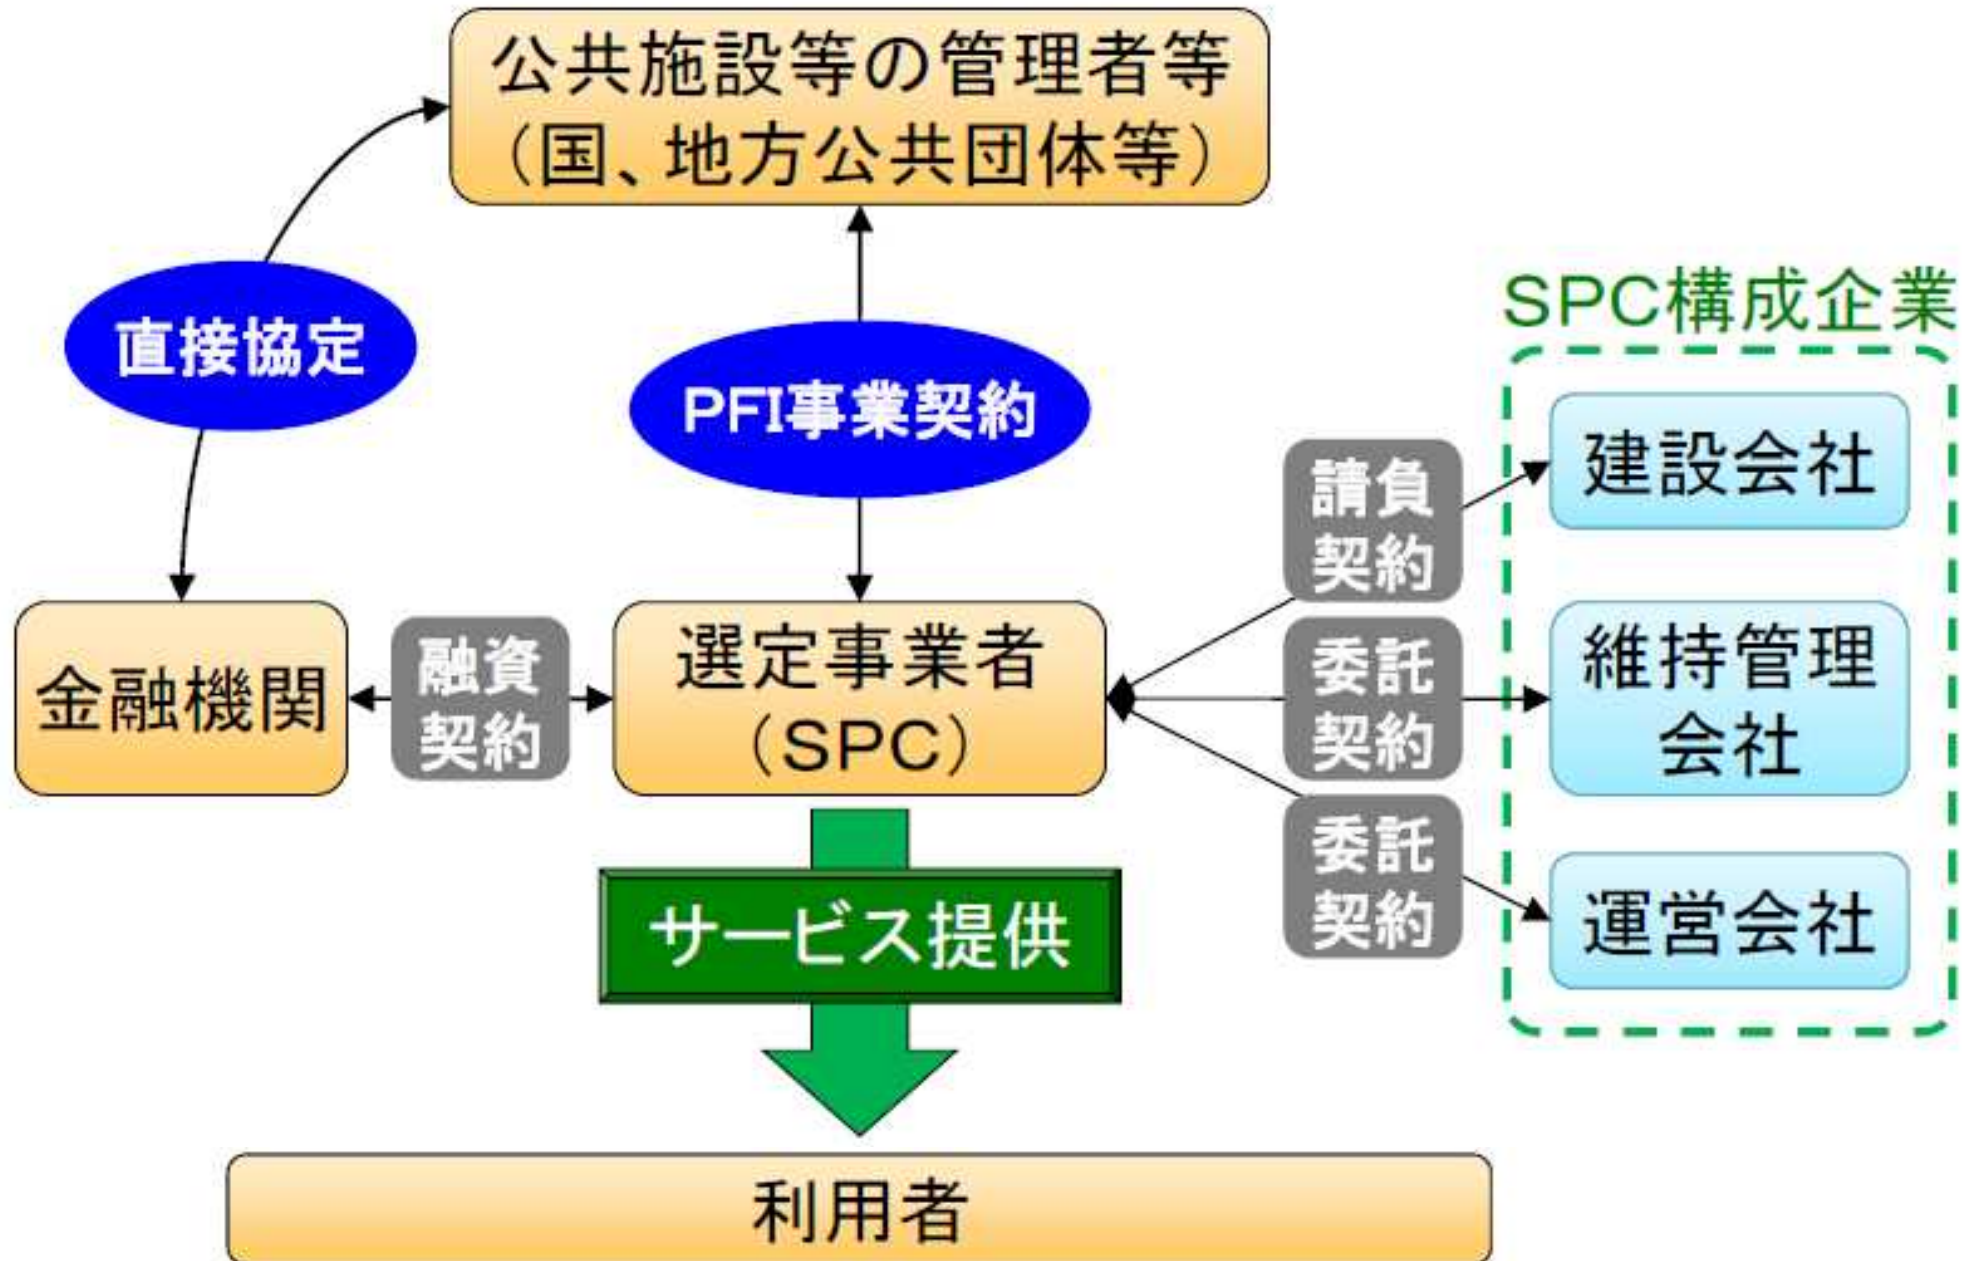 公共施設等の管理者等
（国、地方公共団体等）
直接協定
PFI事業契約
SPC構成企業
請負
契約
建設会社
金融機関
融資
契約
選定事業者
（SPC）
委託
契約
維持管理
会社
委託
契約
運営会社
サービス提供
利用者